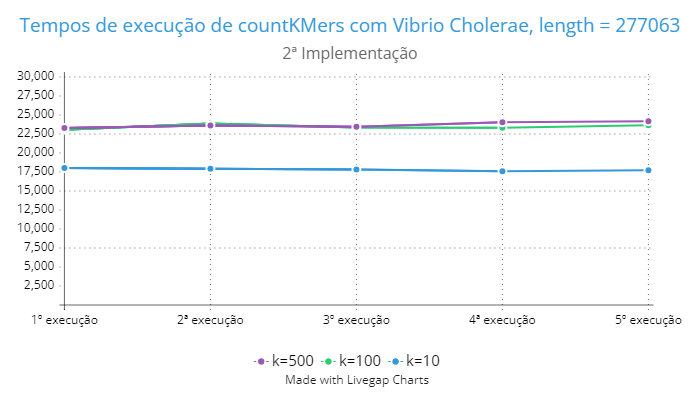 Tempos de execução de countKMers com Vibrio Cholerae, length = 277063
2ª Implementação
30,000
27,500
25,000
22,500
20,000
17,500
15,000
12,500
10,000
7,500
5,000
2,500
1º execução 2ª execução 3º execução 4ª execução 5º execução
k=500 k=100 k=10
Made with Livegap Charts